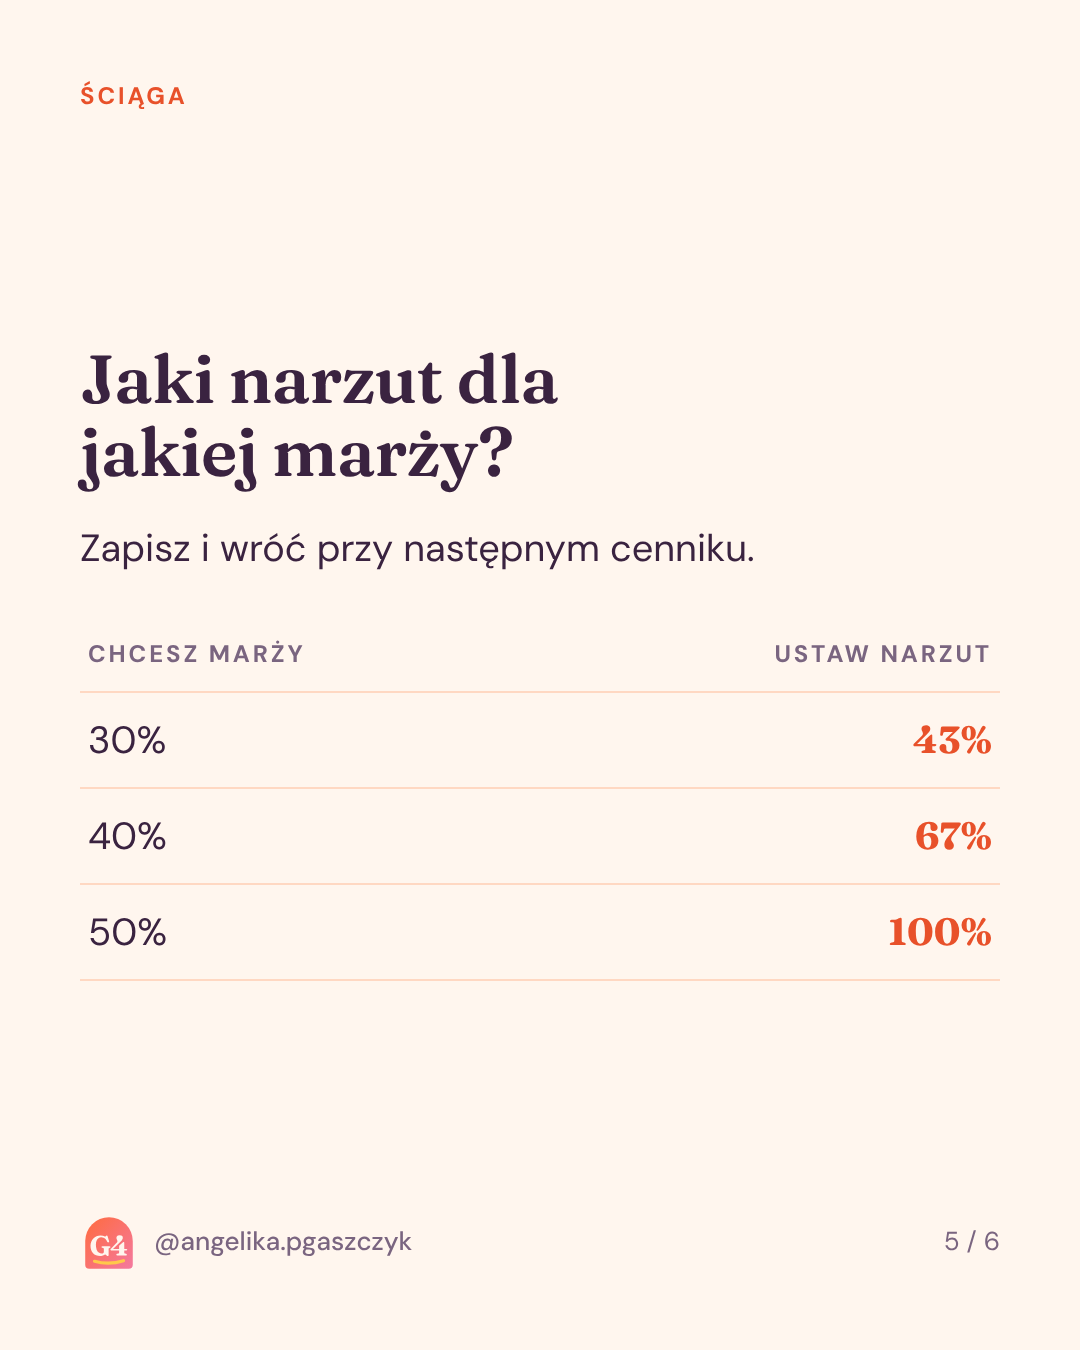 ŚCIĄGA
Jaki narzut dla
jakiej marży?
Zapisz i wróć przy następnym cenniku.
CHCESZ MARŻY USTAW NARZUT
30% 43%
40% 67%
50% 100%
G4 @angelika.pgaszczyk 5 / 6